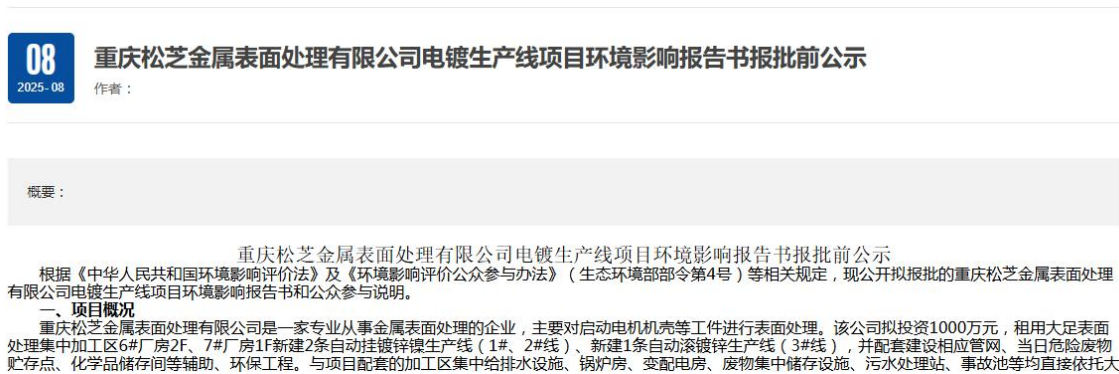 08
2025-08
重庆松芝金属表面处理有限公司电镀生产线项目环境影响报告书报批前公示
作者：
概要：
重庆松芝金属表面处理有限公司电镀生产线项目环境影响报告书报批前公示
根据《中华人民共和国环境影响评价法》及《环境影响评价公众参与办法》（生态环境部部令第4号）等相关规定，现公开拟报批的重庆松芝金属表面处理
有限公司电镀生产线项目环境影响报告书和公众参与说明。
一、项目概况
重庆松芝金属表面处理有限公司是一家专业从事金属表面处理的企业，主要对启动电机机壳等工件进行表面处理。该公司拟投资1000万元，租用大足表面
处理集中加工区6#厂房2F、7#厂房1F新建2条自动挂镀锌镍生产线（1#、2#线）、新建1条自动滚镀锌生产线（3#线），并配套建设相应管网、当日危险废物
贮存点、化学品储存间等辅助、环保工程。与项目配套的加工区集中给排水设施、锅炉房、变配电房、废物集中储存设施、污水处理站、事故池等均直接依托大